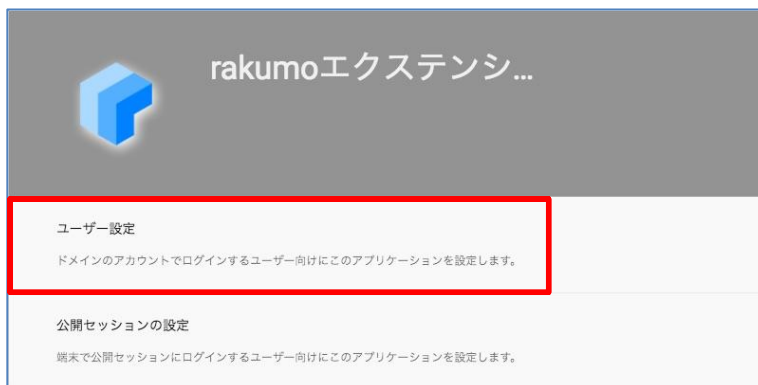 rakumoエクステンシ...
ユーザー設定
ドメインのアカウントでログインするユーザー向けにこのアプリケーションを設定します。
公開セッションの設定
端末で公開セッションにログインするユーザー向けにこのアプリケーションを設定します。